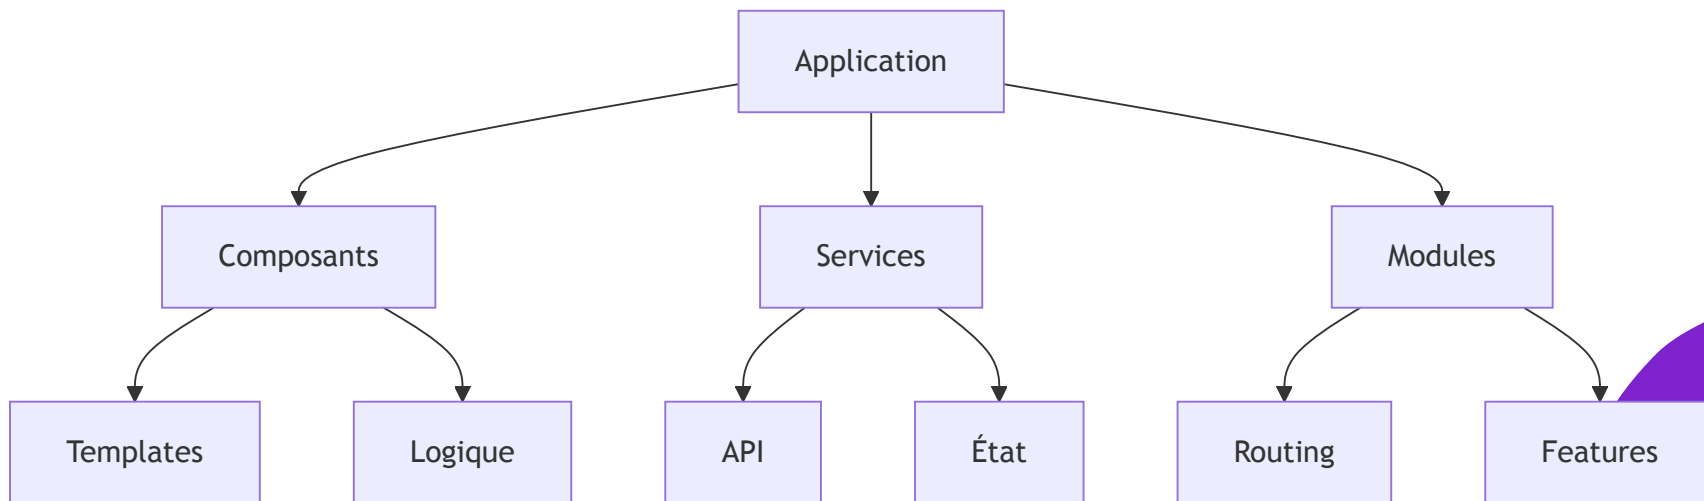 Application
Composants
Services
Modules
Templates
Logique
API
État
Routing
Features